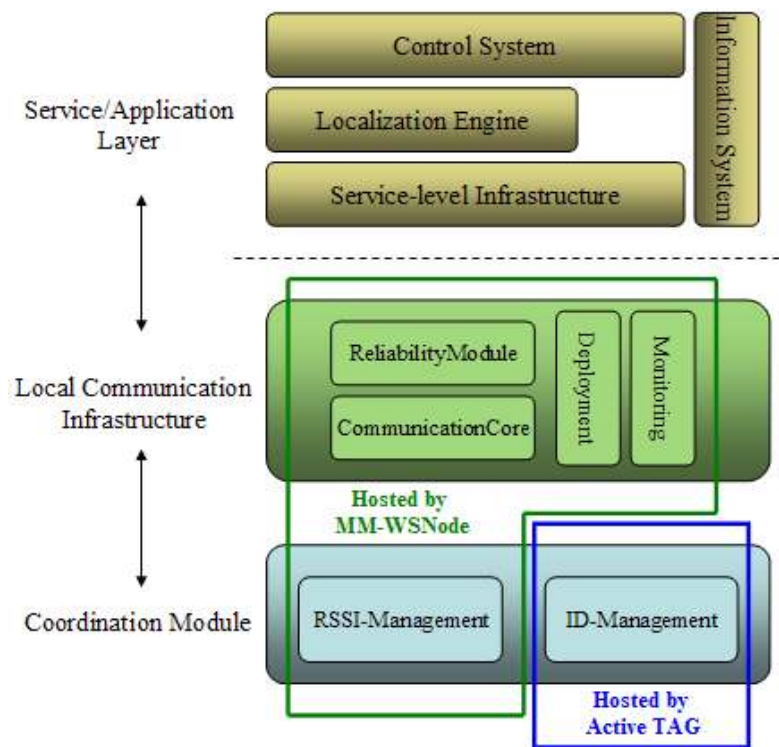 Control System
Information System
Service/Application
Layer
Localization Engine
Service-level Infrastructure
Local Communication
Infrastructure
ReliabilityModule
CommunicationCore
Deployment
Monitoring
Hosted by
MM-WSNode
Coordination Module
RSSI-Management
ID-Management
Hosted by
Active TAG